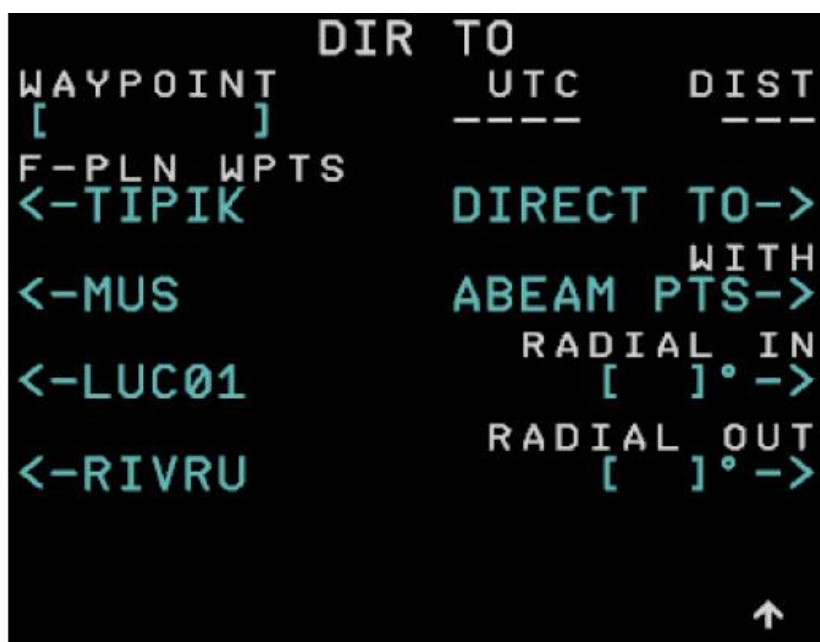 DIR TO
WAYPOINT UTC DIST
[ ] ---- ---
F-PLN WPTS
<-TIPIK DIRECT TO->
WITH
<-MUS ABEAM PTS->
RADIAL IN
<-LUC01 [ ]°->
RADIAL OUT
<-RIVRU [ ]°->
↑